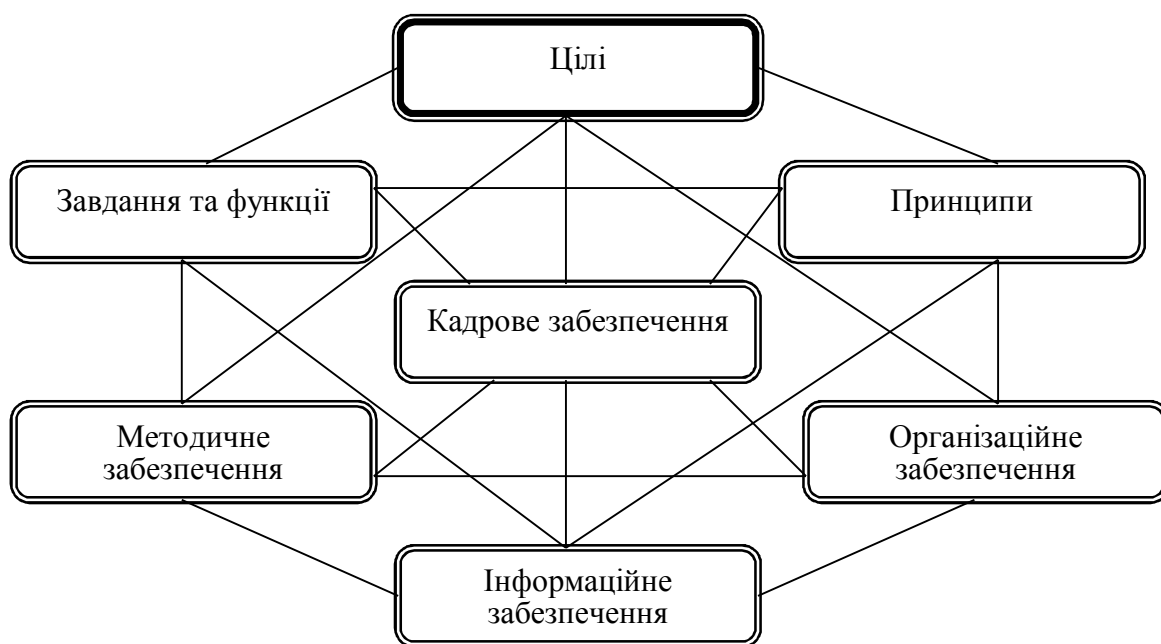 Цілі
Завдання та функції
Принципи
Кадрове забезпечення
Методичне
забезпечення
Організаційне
забезпечення
Інформаційне
забезпечення